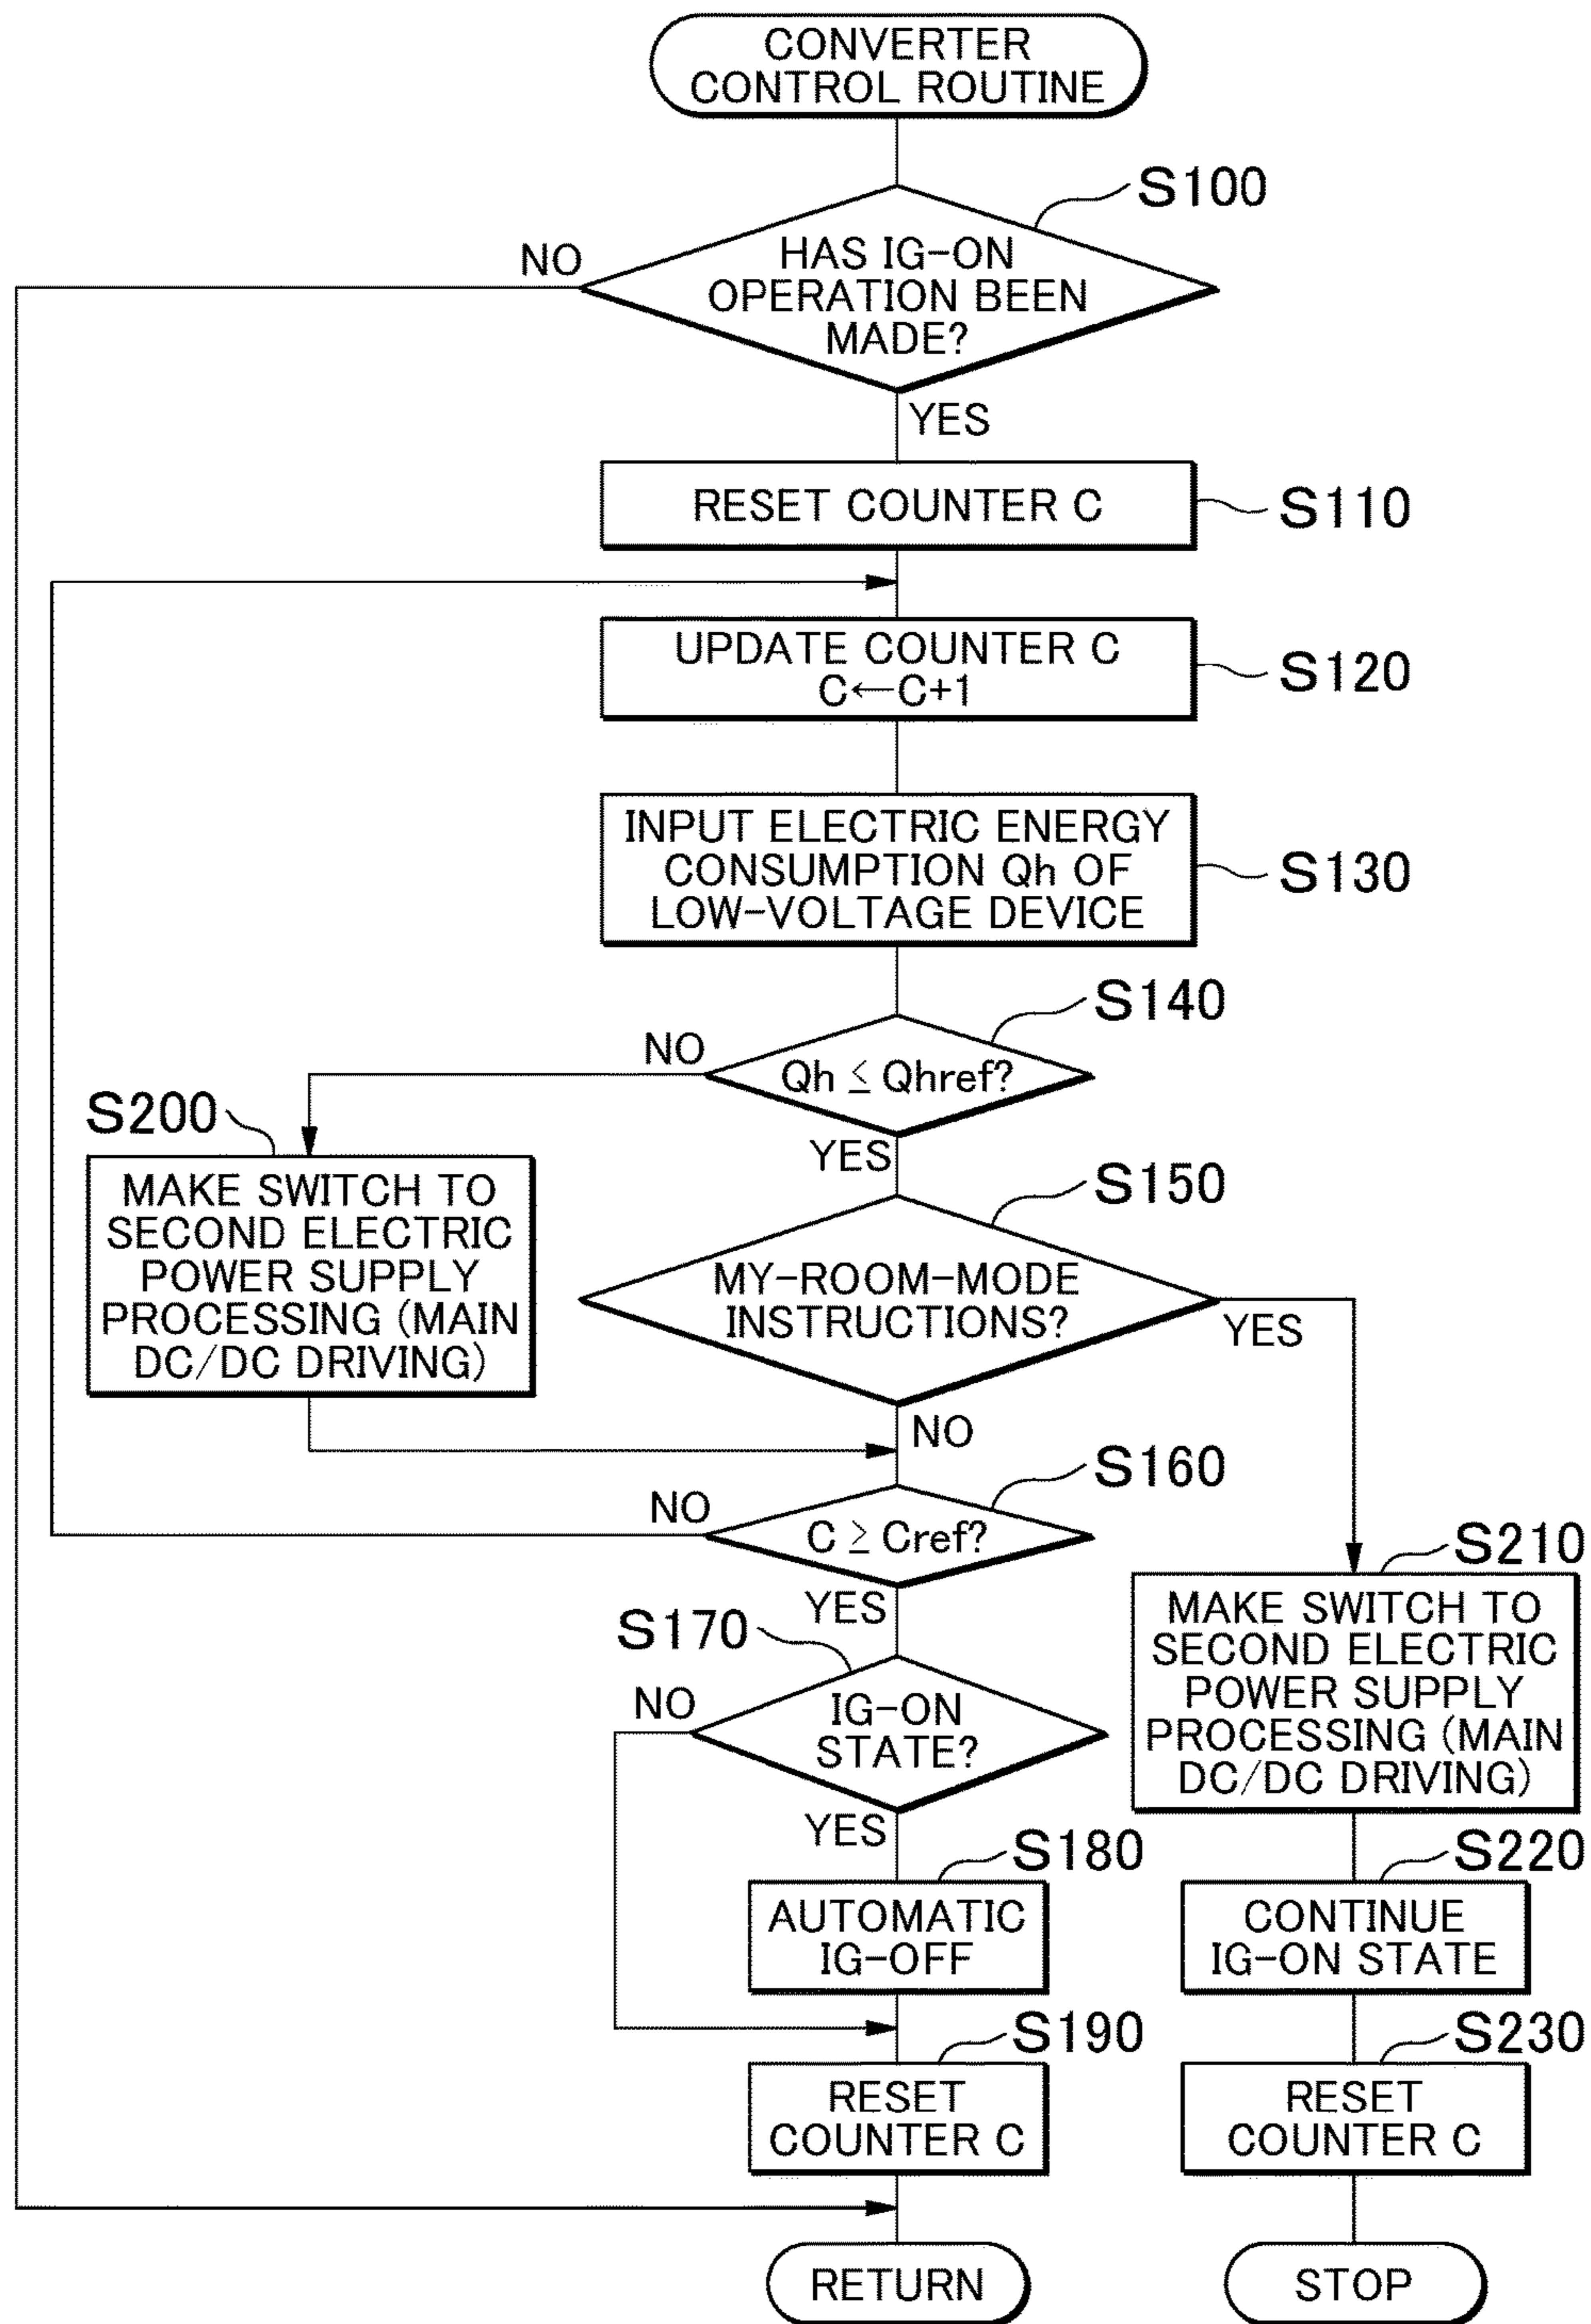 CONVERTER
CONTROL ROUTINE
S100
NO
HAS IG-ON
OPERATION BEEN
MADE?
YES
RESET COUNTER C
S110
UPDATE COUNTER C
C←C+1
S120
INPUT ELECTRIC ENERGY
CONSUMPTION Qh OF
LOW-VOLTAGE DEVICE
S130
S140
NO
Qh ≤ Qhref?
YES
S200
MAKE SWITCH TO
SECOND ELECTRIC
POWER SUPPLY
PROCESSING (MAIN
DC/DC DRIVING)
S150
MY-ROOM-MODE
INSTRUCTIONS?
YES
NO
S160
NO
C ≥ Cref?
YES
S170
NO
IG-ON
STATE?
YES
S180
AUTOMATIC
IG-OFF
S190
RESET
COUNTER C
RETURN
S210
MAKE SWITCH TO
SECOND ELECTRIC
POWER SUPPLY
PROCESSING (MAIN
DC/DC DRIVING)
S220
CONTINUE
IG-ON STATE
S230
RESET
COUNTER C
STOP